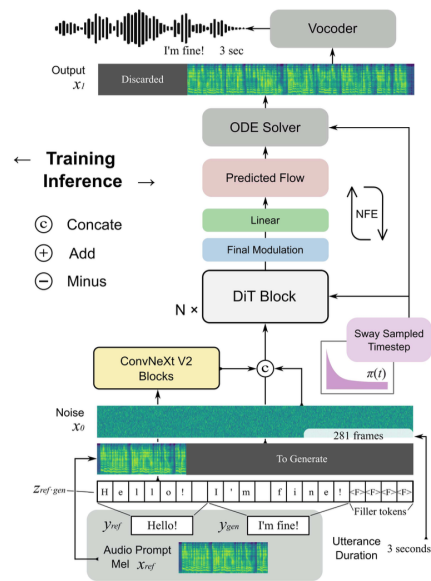 Vocoder
I'm fine! 3 sec
Output
x1
Discarded
ODE Solver
← Training
Inference →
Predicted Flow
Linear
NFE
Final Modulation
c Concate
+ Add
− Minus
N ×
DiT Block
Sway Sampled
Timestep
π(t)
ConvNeXt V2
Blocks
c
Noise
x0
281 frames
To Generate
zref·gen
H e l l o ! I ' m f i n e ! <F> <F> <F> <F>
Filler tokens
yref Hello! ygen I'm fine!
Audio Prompt
Mel xref
Utterance
Duration 3 seconds